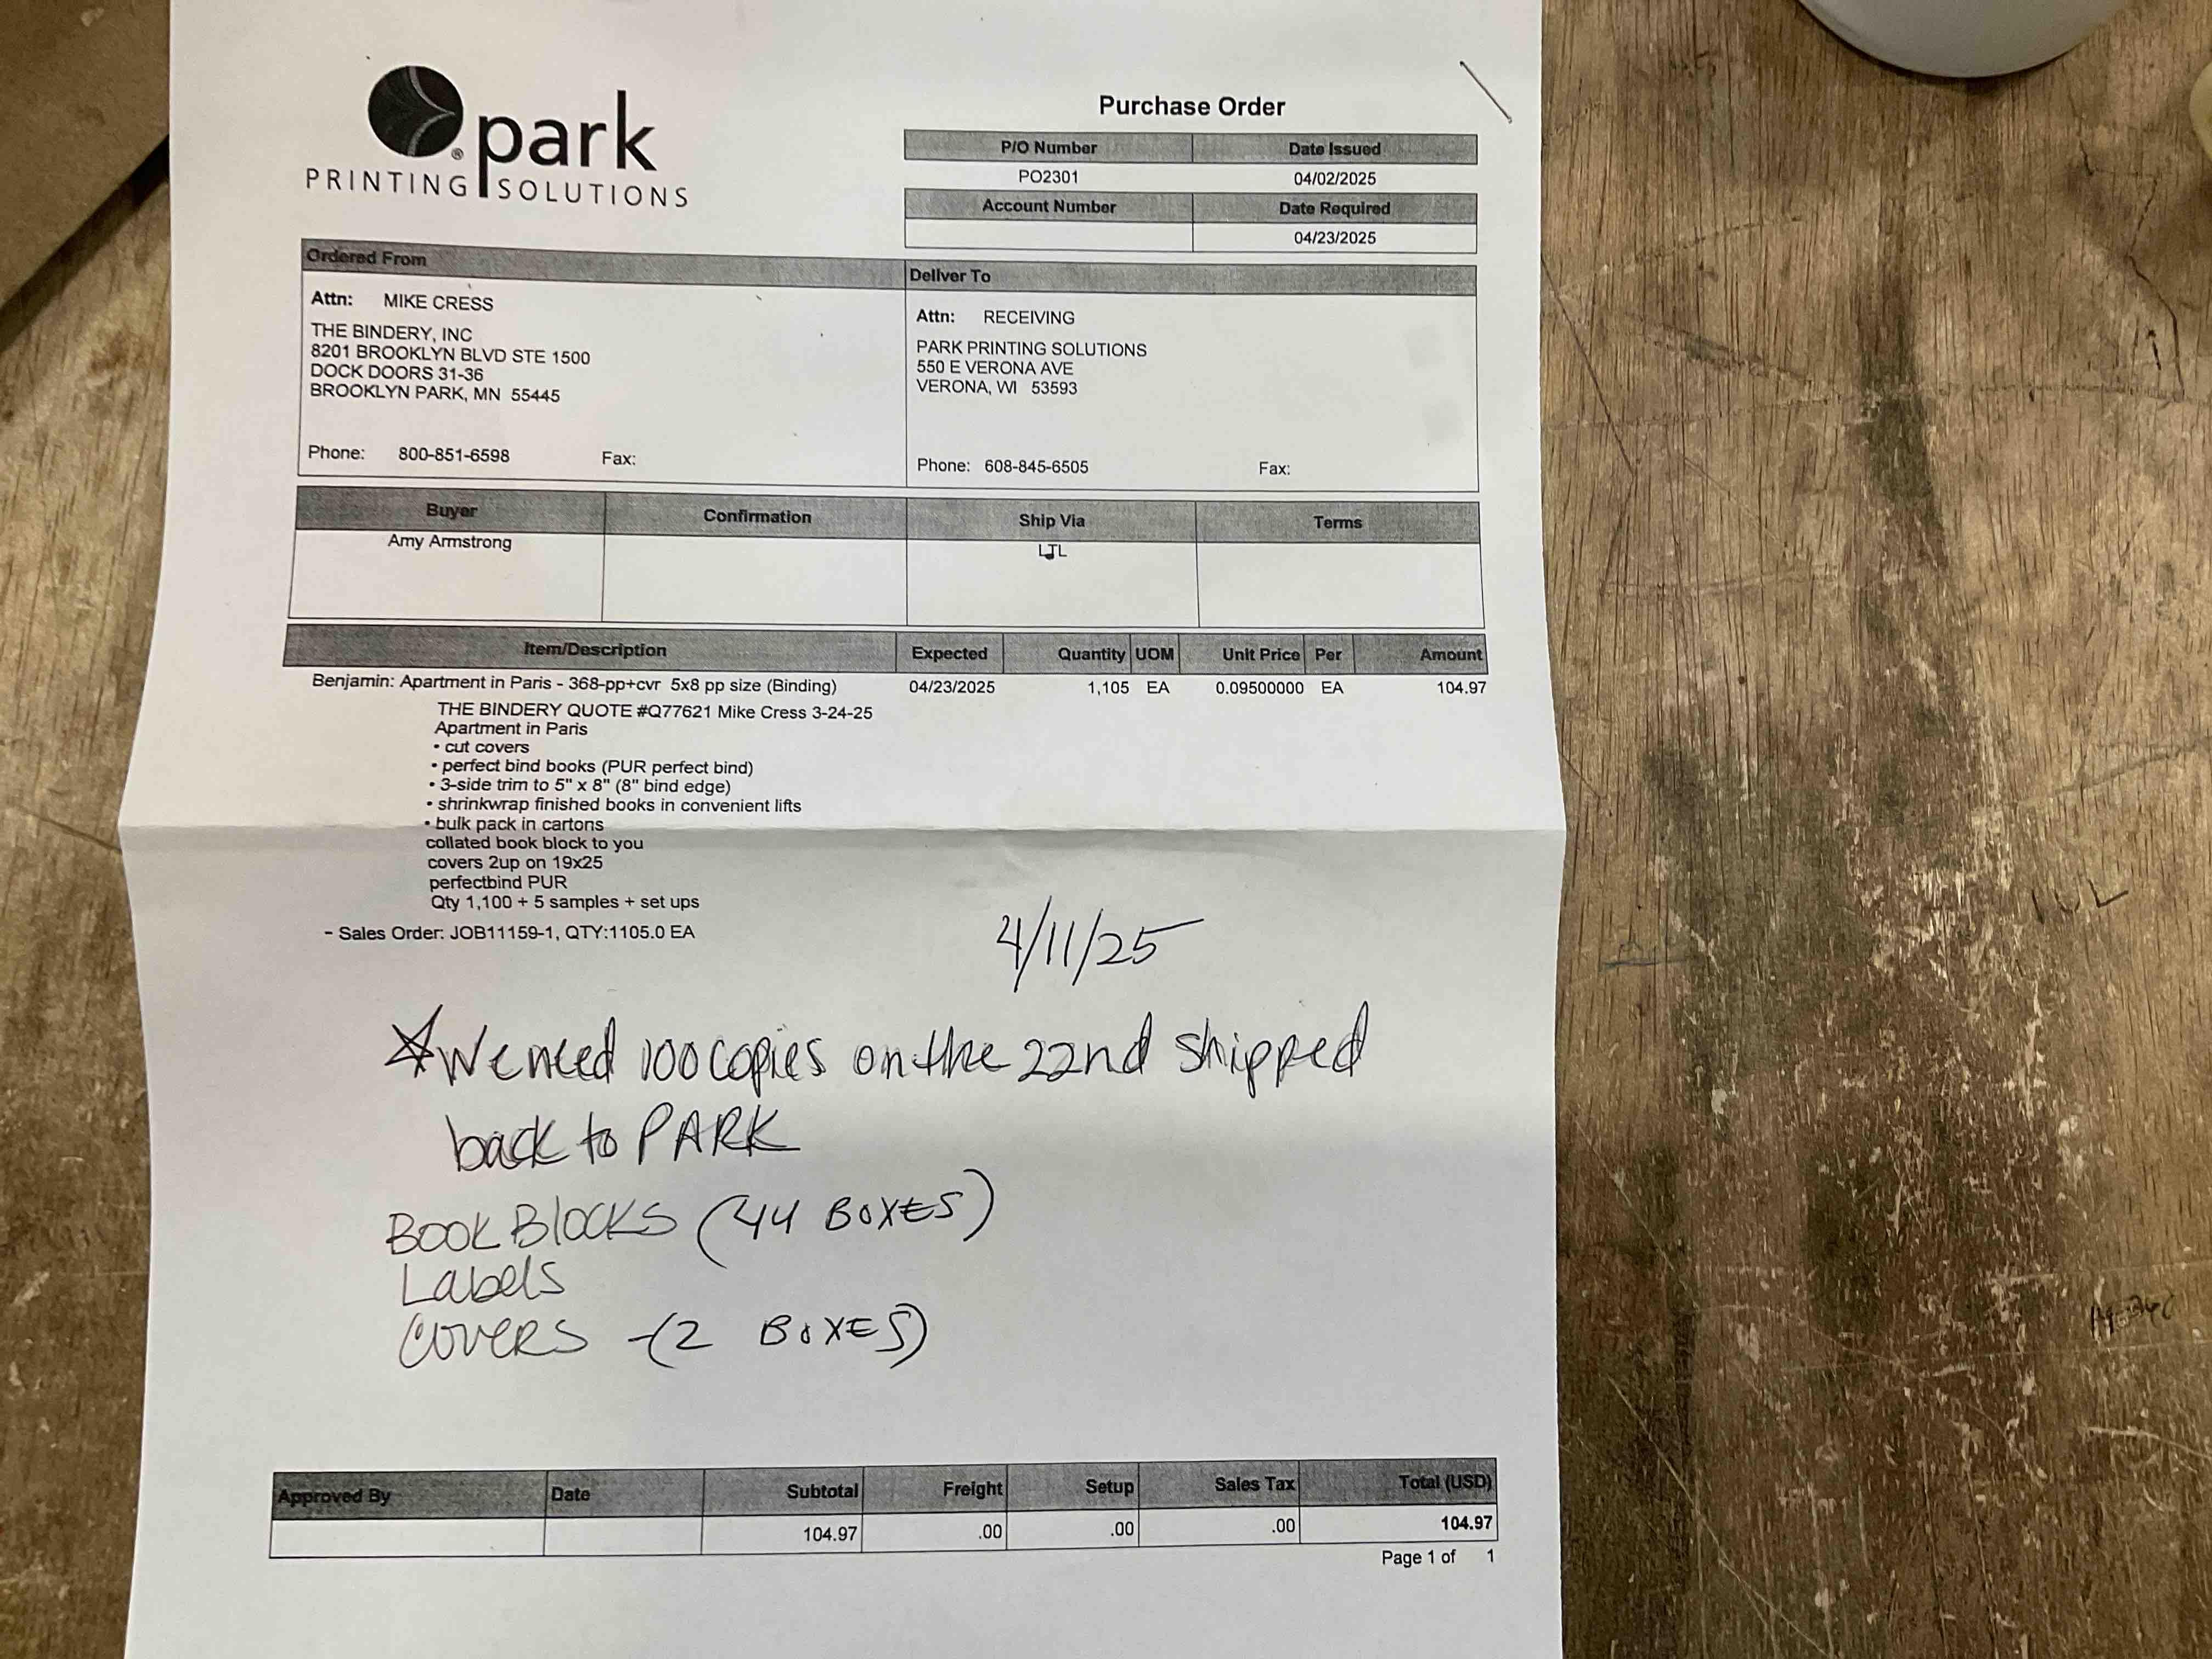 park
PRINTING SOLUTIONS
Purchase Order
P/O Number Date Issued
PO2301 04/02/2025
Account Number Date Required
04/23/2025
Ordered From
Attn: MIKE CRESS
THE BINDERY, INC
8201 BROOKLYN BLVD STE 1500
DOCK DOORS 31-36
BROOKLYN PARK, MN 55445
Phone: 800-851-6598 Fax:
Deliver To
Attn: RECEIVING
PARK PRINTING SOLUTIONS
550 E VERONA AVE
VERONA, WI 53593
Phone: 608-845-6505 Fax:
Buyer Confirmation Ship Via Terms
Amy Armstrong LTL
Item/Description Expected Quantity UOM Unit Price Per Amount
Benjamin: Apartment in Paris - 368-pp+cvr 5x8 pp size (Binding) 04/23/2025 1,105 EA 0.09500000 EA 104.97
THE BINDERY QUOTE #Q77621 Mike Cress 3-24-25
Apartment in Paris
• cut covers
• perfect bind books (PUR perfect bind)
• 3-side trim to 5" x 8" (8" bind edge)
• shrinkwrap finished books in convenient lifts
• bulk pack in cartons
collated book block to you
covers 2up on 19x25
perfectbind PUR
Qty 1,100 + 5 samples + set ups
- Sales Order: JOB11159-1, QTY:1105.0 EA
4/11/25
We need 100 copies on the 22nd shipped
back to PARK
BOOK BLOCKS (44 BOXES)
Labels
COVERS -(2 BOXES)
Approved By Date Subtotal Freight Setup Sales Tax Total (USD)
104.97 .00 .00 .00 104.97
Page 1 of 1